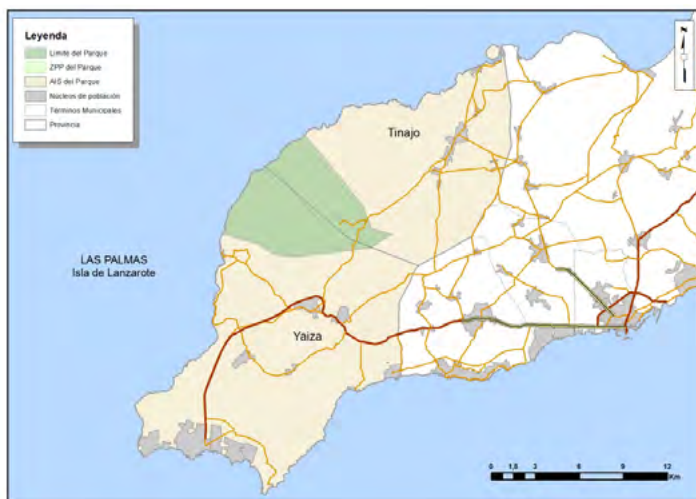 Leyenda
Límite del Parque
ZPP del Parque
AIS del Parque
Núcleos de población
Términos Municipales
Provincia
N
Tinajo
LAS PALMAS
Isla de Lanzarote
Yaiza
0 1,5 3 6 9 12
Km